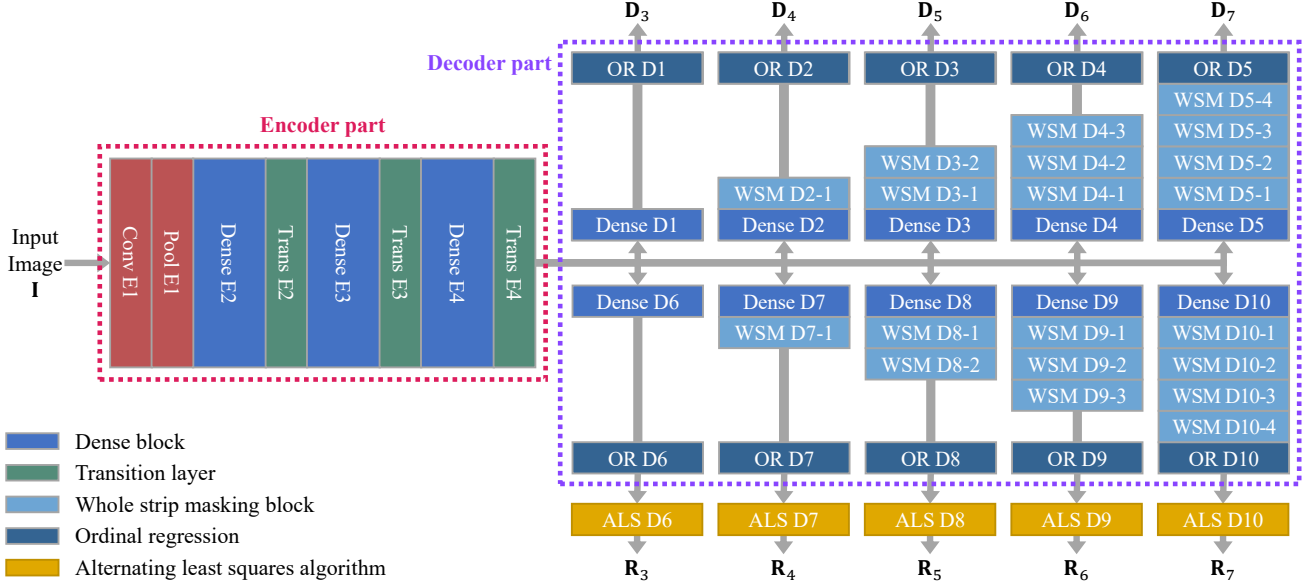 D₃ D₄ D₅ D₆ D₇
Decoder part
OR D1 OR D2 OR D3 OR D4 OR D5
WSM D5-4
WSM D4-3 WSM D5-3
WSM D3-2 WSM D4-2 WSM D5-2
WSM D2-1 WSM D3-1 WSM D4-1 WSM D5-1
Dense D1 Dense D2 Dense D3 Dense D4 Dense D5
Encoder part
Input
Image
I
Conv E1
Pool E1
Dense E2
Trans E2
Dense E3
Trans E3
Dense E4
Trans E4
Dense D6 Dense D7 Dense D8 Dense D9 Dense D10
WSM D7-1 WSM D8-1 WSM D9-1 WSM D10-1
WSM D8-2 WSM D9-2 WSM D10-2
WSM D9-3 WSM D10-3
WSM D10-4
OR D6 OR D7 OR D8 OR D9 OR D10
ALS D6 ALS D7 ALS D8 ALS D9 ALS D10
R₃ R₄ R₅ R₆ R₇
Dense block
Transition layer
Whole strip masking block
Ordinal regression
Alternating least squares algorithm